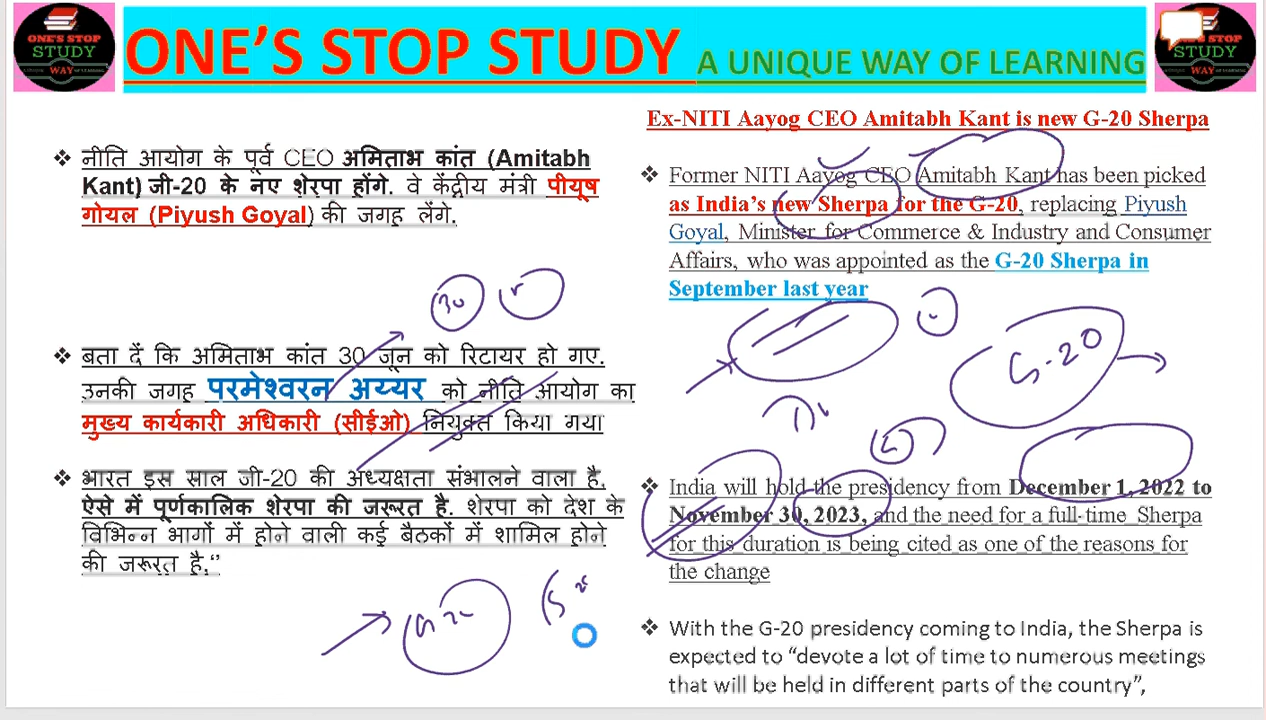 ONE'S STOP STUDY A UNIQUE WAY OF LEARNING
ONE'S STOP
STUDY
A UNIQUE WAY OF LEARNING
STUDY
WAY OF LEARNING
❖ नीति आयोग के पूर्व CEO अमिताभ कांत (Amitabh
Kant) जी-20 के नए शेरपा होंगे. वे केंद्रीय मंत्री पीयूष
गोयल (Piyush Goyal) की जगह लेंगे.
30
❖ बता दें कि अमिताभ कांत 30 जून को रिटायर हो गए.
उनकी जगह परमेश्वरन अय्यर को नीति आयोग का
मुख्य कार्यकारी अधिकारी (सीईओ) नियुक्त किया गया
❖ भारत इस साल जी-20 की अध्यक्षता संभालने वाला है,
ऐसे में पूर्णकालिक शेरपा की जरूरत है. शेरपा को देश के
विभिन्न भागों में होने वाली कई बैठकों में शामिल होने
की जरूरत है.''
Ex-NITI Aayog CEO Amitabh Kant is new G-20 Sherpa
❖ Former NITI Aayog CEO Amitabh Kant has been picked
as India's new Sherpa for the G-20, replacing Piyush
Goyal, Minister for Commerce & Industry and Consumer
Affairs, who was appointed as the G-20 Sherpa in
September last year
G-20
❖ India will hold the presidency from December 1, 2022 to
November 30, 2023, and the need for a full-time Sherpa
for this duration is being cited as one of the reasons for
the change
❖ With the G-20 presidency coming to India, the Sherpa is
expected to “devote a lot of time to numerous meetings
that will be held in different parts of the country”,